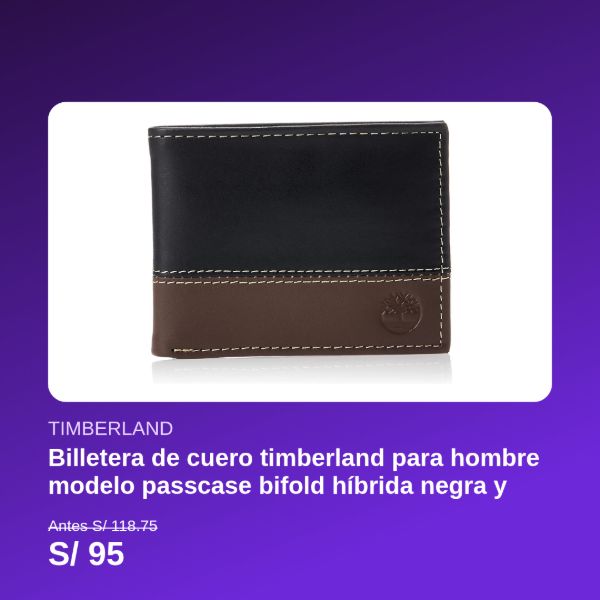 TIMBERLAND
Billetera de cuero timberland para hombre
modelo passcase bifold híbrida negra y
Antes S/ 118.75
S/ 95